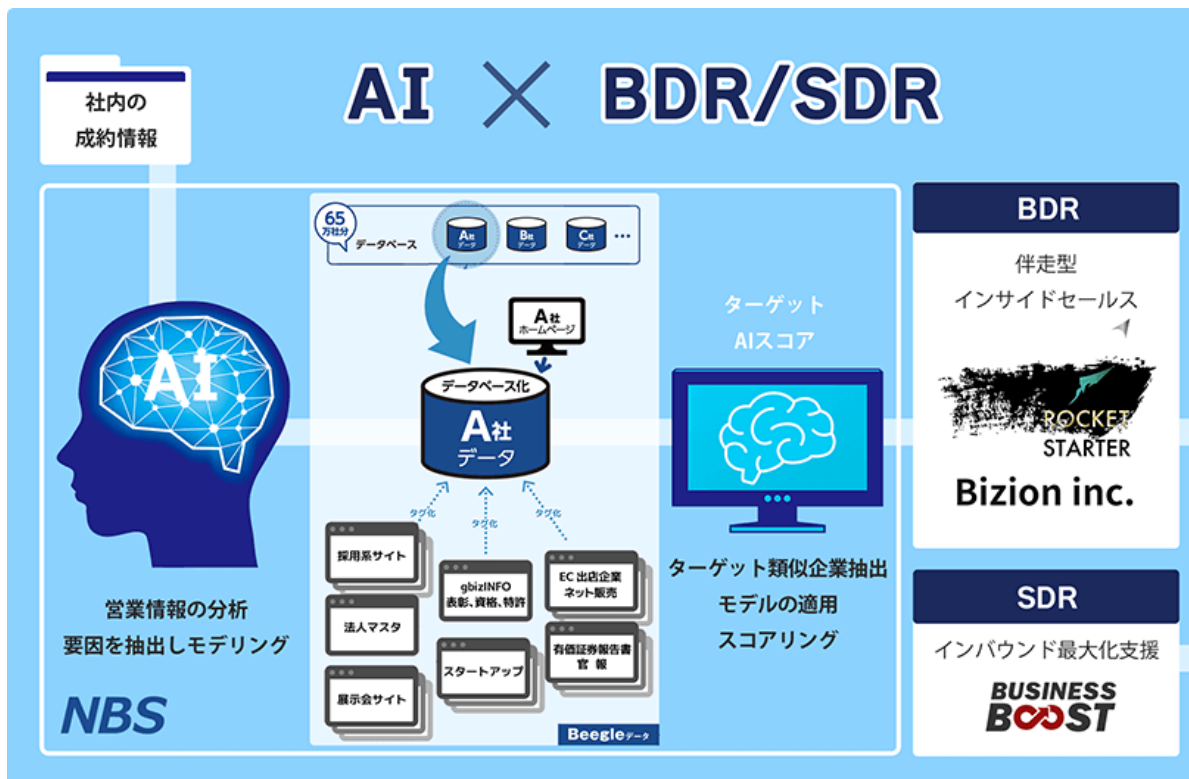 AI × BDR/SDR
社内の
成約情報
65
万社分
データベース
A社
データ
B社
データ
C社
データ
…
A社
ホームページ
データベース化
A社
データ
タグ化
タグ化
タグ化
採用系サイト
法人マスタ
展示会サイト
gbizINFO
表彰、資格、特許
スタートアップ
EC 出店企業
ネット販売
有価証券報告書
官 報
Beegleデータ
AI
営業情報の分析
要因を抽出しモデリング
NBS
ターゲット
AIスコア
ターゲット類似企業抽出
モデルの適用
スコアリング
BDR
伴走型
インサイドセールス
ROCKET
STARTER
Bizion inc.
SDR
インバウンド最大化支援
BUSINESS
BOOST